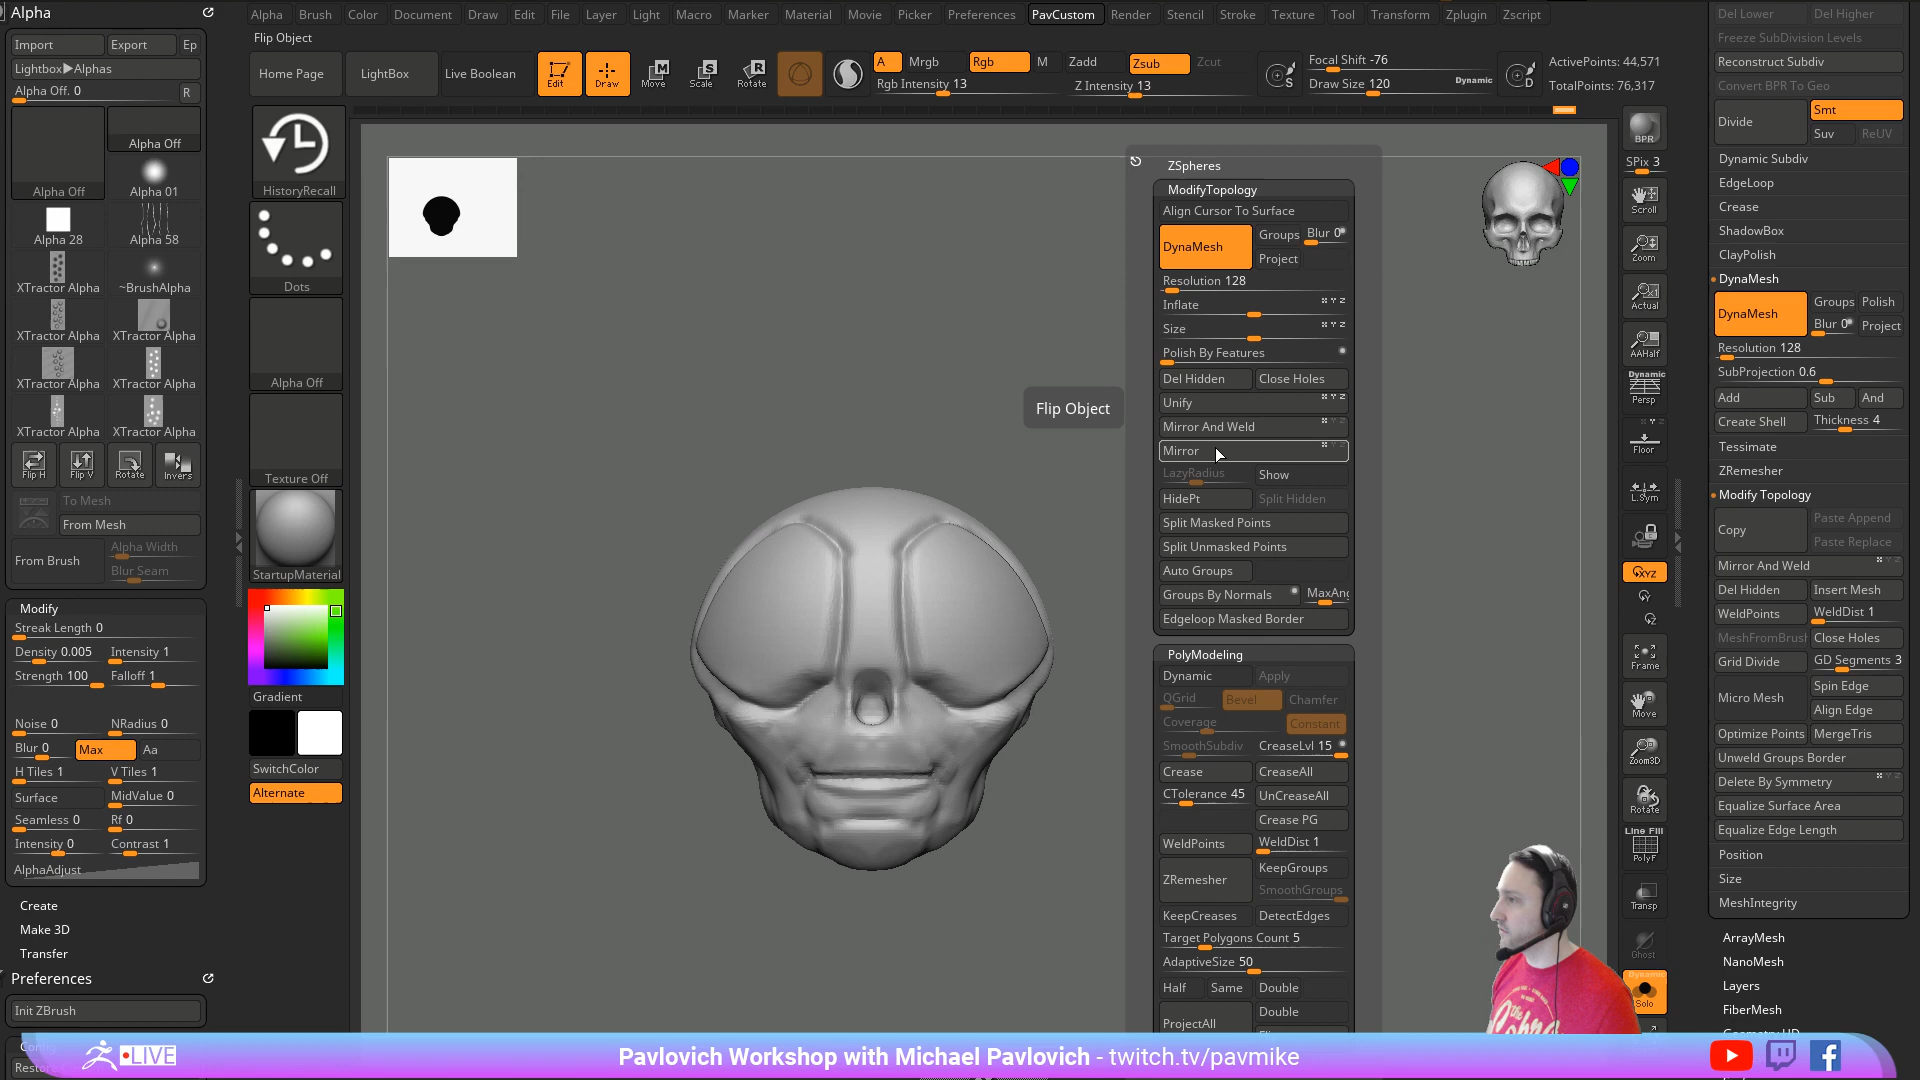 Alpha
Alpha Brush Color Document Draw Edit File Layer Light Macro Marker Material Movie Picker Preferences PavCustom Render Stencil Stroke Texture Tool Transform Zplugin Zscript
Flip Object
Import Export Ep
Lightbox▶Alphas
Alpha Off. 0 R
Alpha Off
Alpha Off
Alpha 01
Alpha 28
Alpha 58
XTractor Alpha
~BrushAlpha
XTractor Alpha
XTractor Alpha
XTractor Alpha
XTractor Alpha
XTractor Alpha
XTractor Alpha
Flip H Flip V Rotate Invers
To Mesh
From Mesh
From Brush
Alpha Width
Blur Seam
Modify
Streak Length 0
Density 0.005 Intensity 1
Strength 100 Falloff 1
Noise 0 NRadius 0
Blur 0 Max Aa
H Tiles 1 V Tiles 1
Surface MidValue 0
Seamless 0 Rf 0
Intensity 0 Contrast 1
AlphaAdjust
Create
Make 3D
Transfer
Preferences
Init ZBrush
Home Page LightBox Live Boolean
Edit Draw Move Scale Rotate
A Mrgb Rgb M Zadd Zsub Zcut
Rgb Intensity 13 Z Intensity 13
S Focal Shift -76
Draw Size 120 Dynamic
D ActivePoints: 44,571
TotalPoints: 76,317
HistoryRecall
Dots
Alpha Off
Texture Off
StartupMaterial
Gradient
SwitchColor
Alternate
Flip Object
ZSpheres
ModifyTopology
Align Cursor To Surface
DynaMesh Groups Blur 0
Project
Resolution 128
Inflate
Size
Polish By Features
Del Hidden Close Holes
Unify
Mirror And Weld
Mirror
LazyRadius Show
HidePt Split Hidden
Split Masked Points
Split Unmasked Points
Auto Groups
Groups By Normals MaxAng
Edgeloop Masked Border
PolyModeling
Dynamic Apply
QGrid Bevel Chamfer
Coverage Constant
SmoothSubdiv CreaseLvl 15
Crease CreaseAll
CTolerance 45 UnCreaseAll
Crease PG
WeldPoints WeldDist 1
ZRemesher KeepGroups
SmoothGroups
KeepCreases DetectEdges
Target Polygons Count 5
AdaptiveSize 50
Half Same Double
ProjectAll Double
BPR
SPix 3
Scroll
Zoom
Actual
AAHalf
Dynamic
Persp
Floor
L.Sym
XYZ
Frame
Move
Zoom3D
Rotate
Line Fill
PolyF
Transp
Ghost
Dynamic
Solo
Del Lower Del Higher
Freeze SubDivision Levels
Reconstruct Subdiv
Convert BPR To Geo
Divide Smt
Suv ReUV
Dynamic Subdiv
EdgeLoop
Crease
ShadowBox
ClayPolish
DynaMesh
DynaMesh Groups Polish
Blur 0 Project
Resolution 128
SubProjection 0.6
Add Sub And
Create Shell Thickness 4
Tessimate
ZRemesher
Modify Topology
Copy Paste Append
Paste Replace
Mirror And Weld
Del Hidden Insert Mesh
WeldPoints WeldDist 1
MeshFromBrush Close Holes
Grid Divide GD Segments 3
Micro Mesh Spin Edge
Align Edge
Optimize Points MergeTris
Unweld Groups Border
Delete By Symmetry
Equalize Surface Area
Equalize Edge Length
Position
Size
MeshIntegrity
ArrayMesh
NanoMesh
Layers
FiberMesh
•LIVE
Pavlovich Workshop with Michael Pavlovich - twitch.tv/pavmike